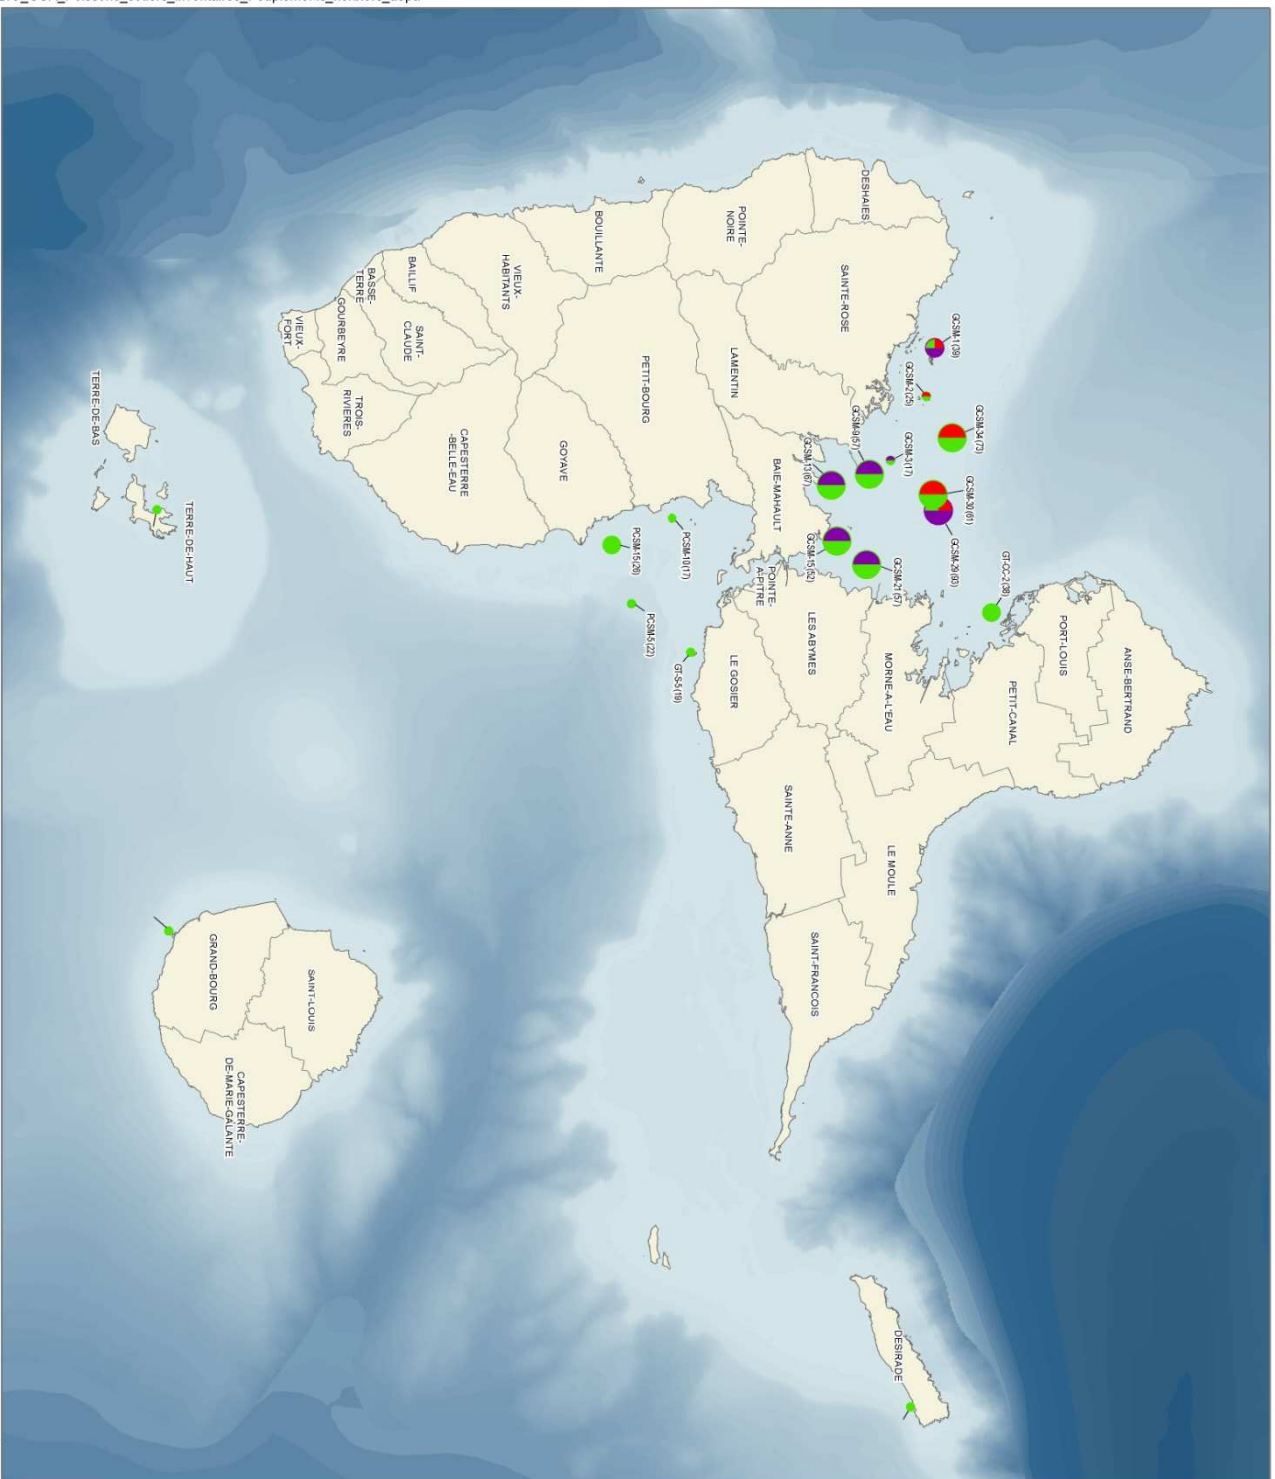 DESHAIES
POINTE-
NOIRE
SAINTE-ROSE
BOUILLANTE
VIEUX-
HABITANTS
BAILLIF
BASSE-
TERRE
SAINT-
CLAUDE
GOURBEYRE
VIEUX-
FORT
TROIS-
RIVIERES
CAPESTERRE
-BELLE-EAU
GOYAVE
PETIT-BOURG
LAMENTIN
BAIE-MAHAULT
POINTE-
A-PITRE
LES ABYMES
LE GOSIER
MORNE-A-L'EAU
PORT-LOUIS
ANSE-BERTRAND
PETIT-CANAL
SAINTE-ANNE
LE MOULE
SAINT-FRANCOIS
DESIRADE
TERRE-DE-BAS
TERRE-DE-HAUT
GRAND-BOURG
SAINT-LOUIS
CAPESTERRE-
DE-MARIE-GALANTE
GCSM-1 (39)
GCSM-2 (25)
GCSM-34 (73)
GCSM-3 (17)
GCSM-9 (57)
GCSM-13 (67)
GCSM-30 (61)
GCSM-29 (93)
GCSM-15 (52)
GCSM-21 (57)
GT-OC-2 (38)
PCSM-10 (17)
PCSM-15 (26)
PCSM-5 (22)
GT-S-5 (19)